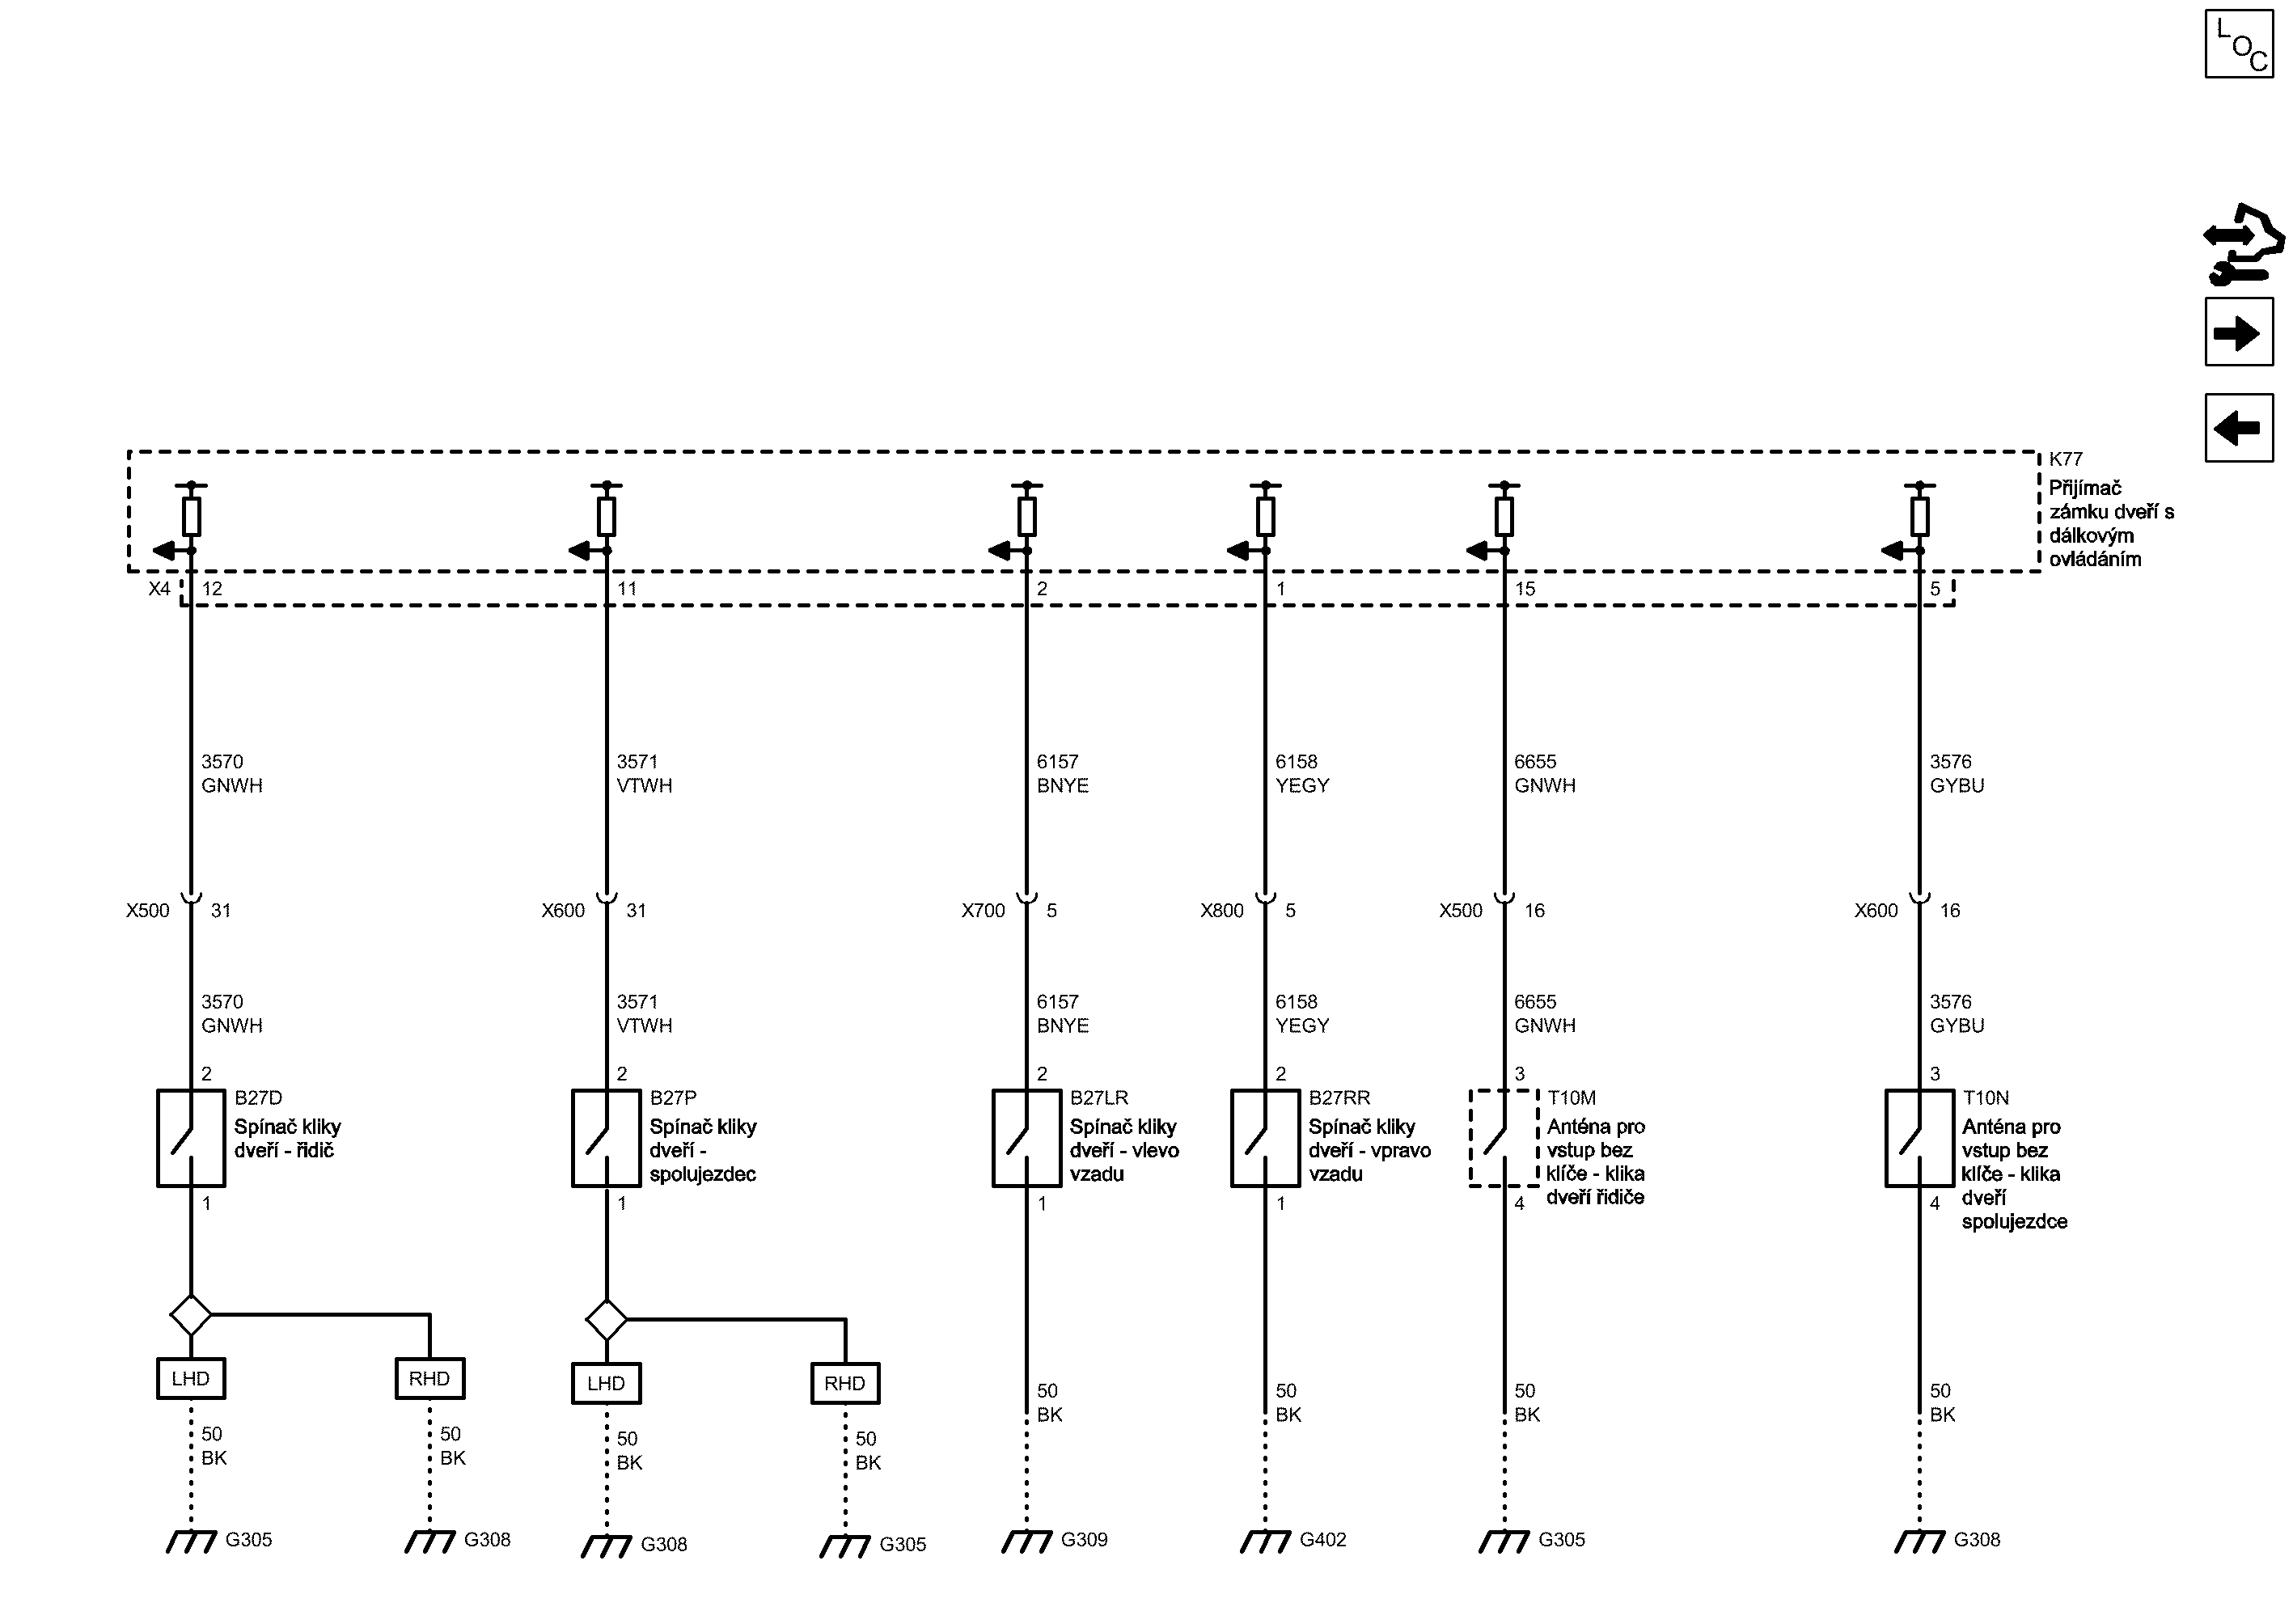 LOC
K77
Přijímač
zámku dveří s
dálkovým
ovládáním
X4 12 11 2 1 15 5
3570 3571 6157 6158 6655 3576
GNWH VTWH BNYE YEGY GNWH GYBU
X500 31 X600 31 X700 5 X800 5 X500 16 X600 16
3570 3571 6157 6158 6655 3576
GNWH VTWH BNYE YEGY GNWH GYBU
2 2 2 2 3 3
B27D
Spínač kliky
dveří - řidič
B27P
Spínač kliky
dveří -
spolujezdec
B27LR
Spínač kliky
dveří - vlevo
vzadu
B27RR
Spínač kliky
dveří - vpravo
vzadu
T10M
Anténa pro
vstup bez
klíče - klika
dveří řidiče
T10N
Anténa pro
vstup bez
klíče - klika
dveří
spolujezdce
1 1 1 1 4 4
LHD RHD LHD RHD
50 50 50 50 50 50 50 50
BK BK BK BK BK BK BK BK
G305 G308 G308 G305 G309 G402 G305 G308